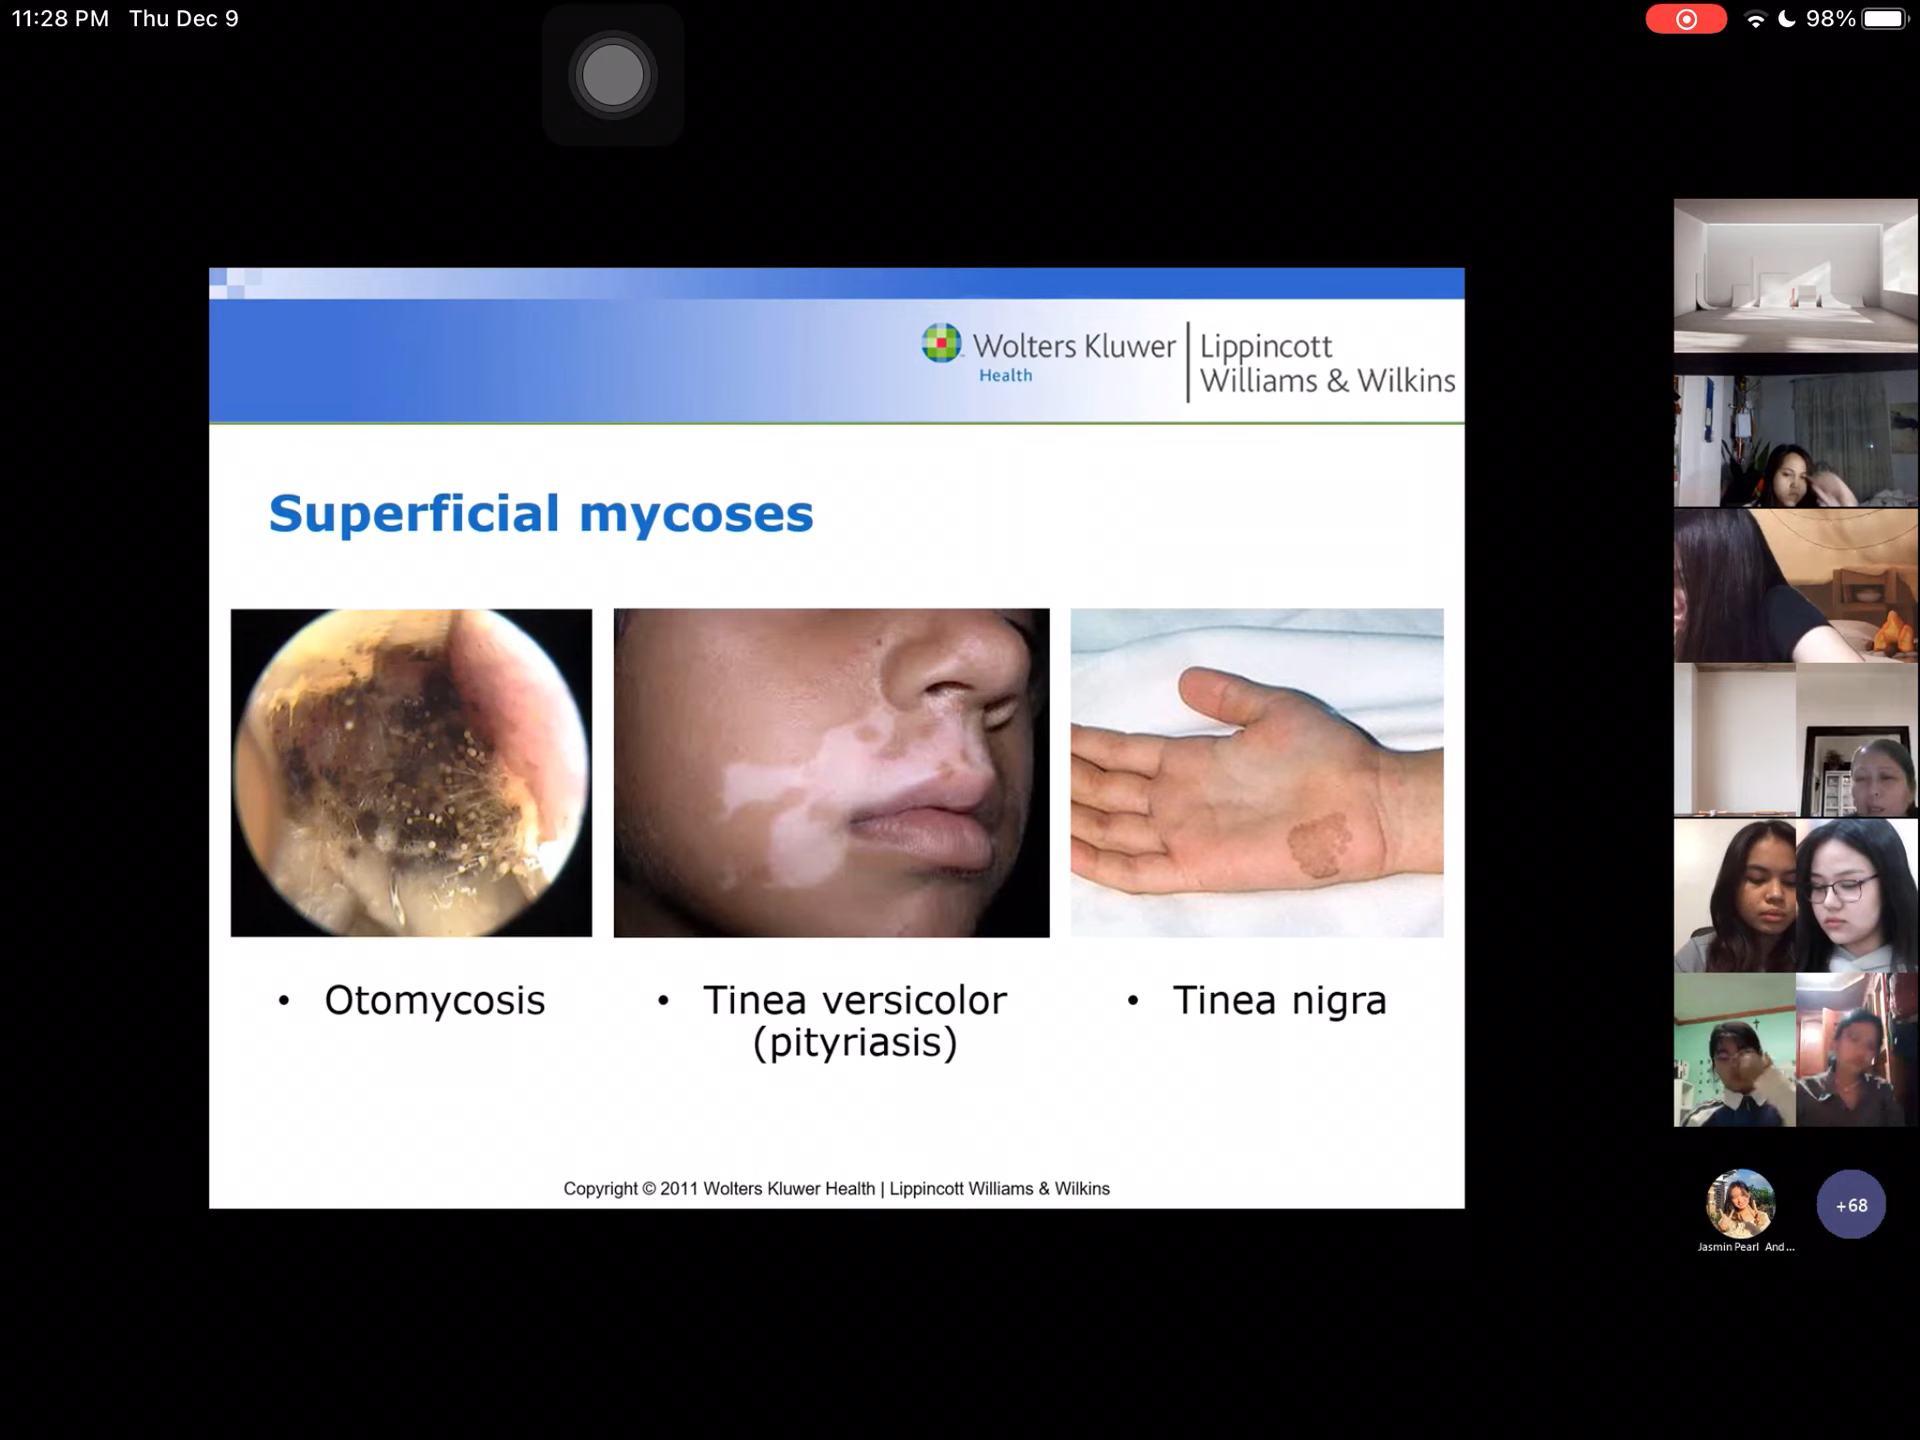 11:28 PM Thu Dec 9
98%
Wolters Kluwer
Health
Lippincott
Williams & Wilkins
Superficial mycoses
• Otomycosis
• Tinea versicolor
(pityriasis)
• Tinea nigra
Copyright © 2011 Wolters Kluwer Health | Lippincott Williams & Wilkins
+68
Jasmin Pearl And...